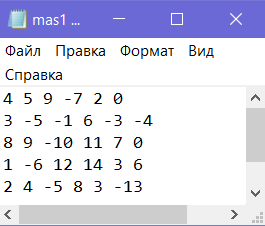 mas1 ...
Файл Правка Формат Вид
Справка
4 5 9 -7 2 0
3 -5 -1 6 -3 -4
8 9 -10 11 7 0
1 -6 12 14 3 6
2 4 -5 8 3 -13